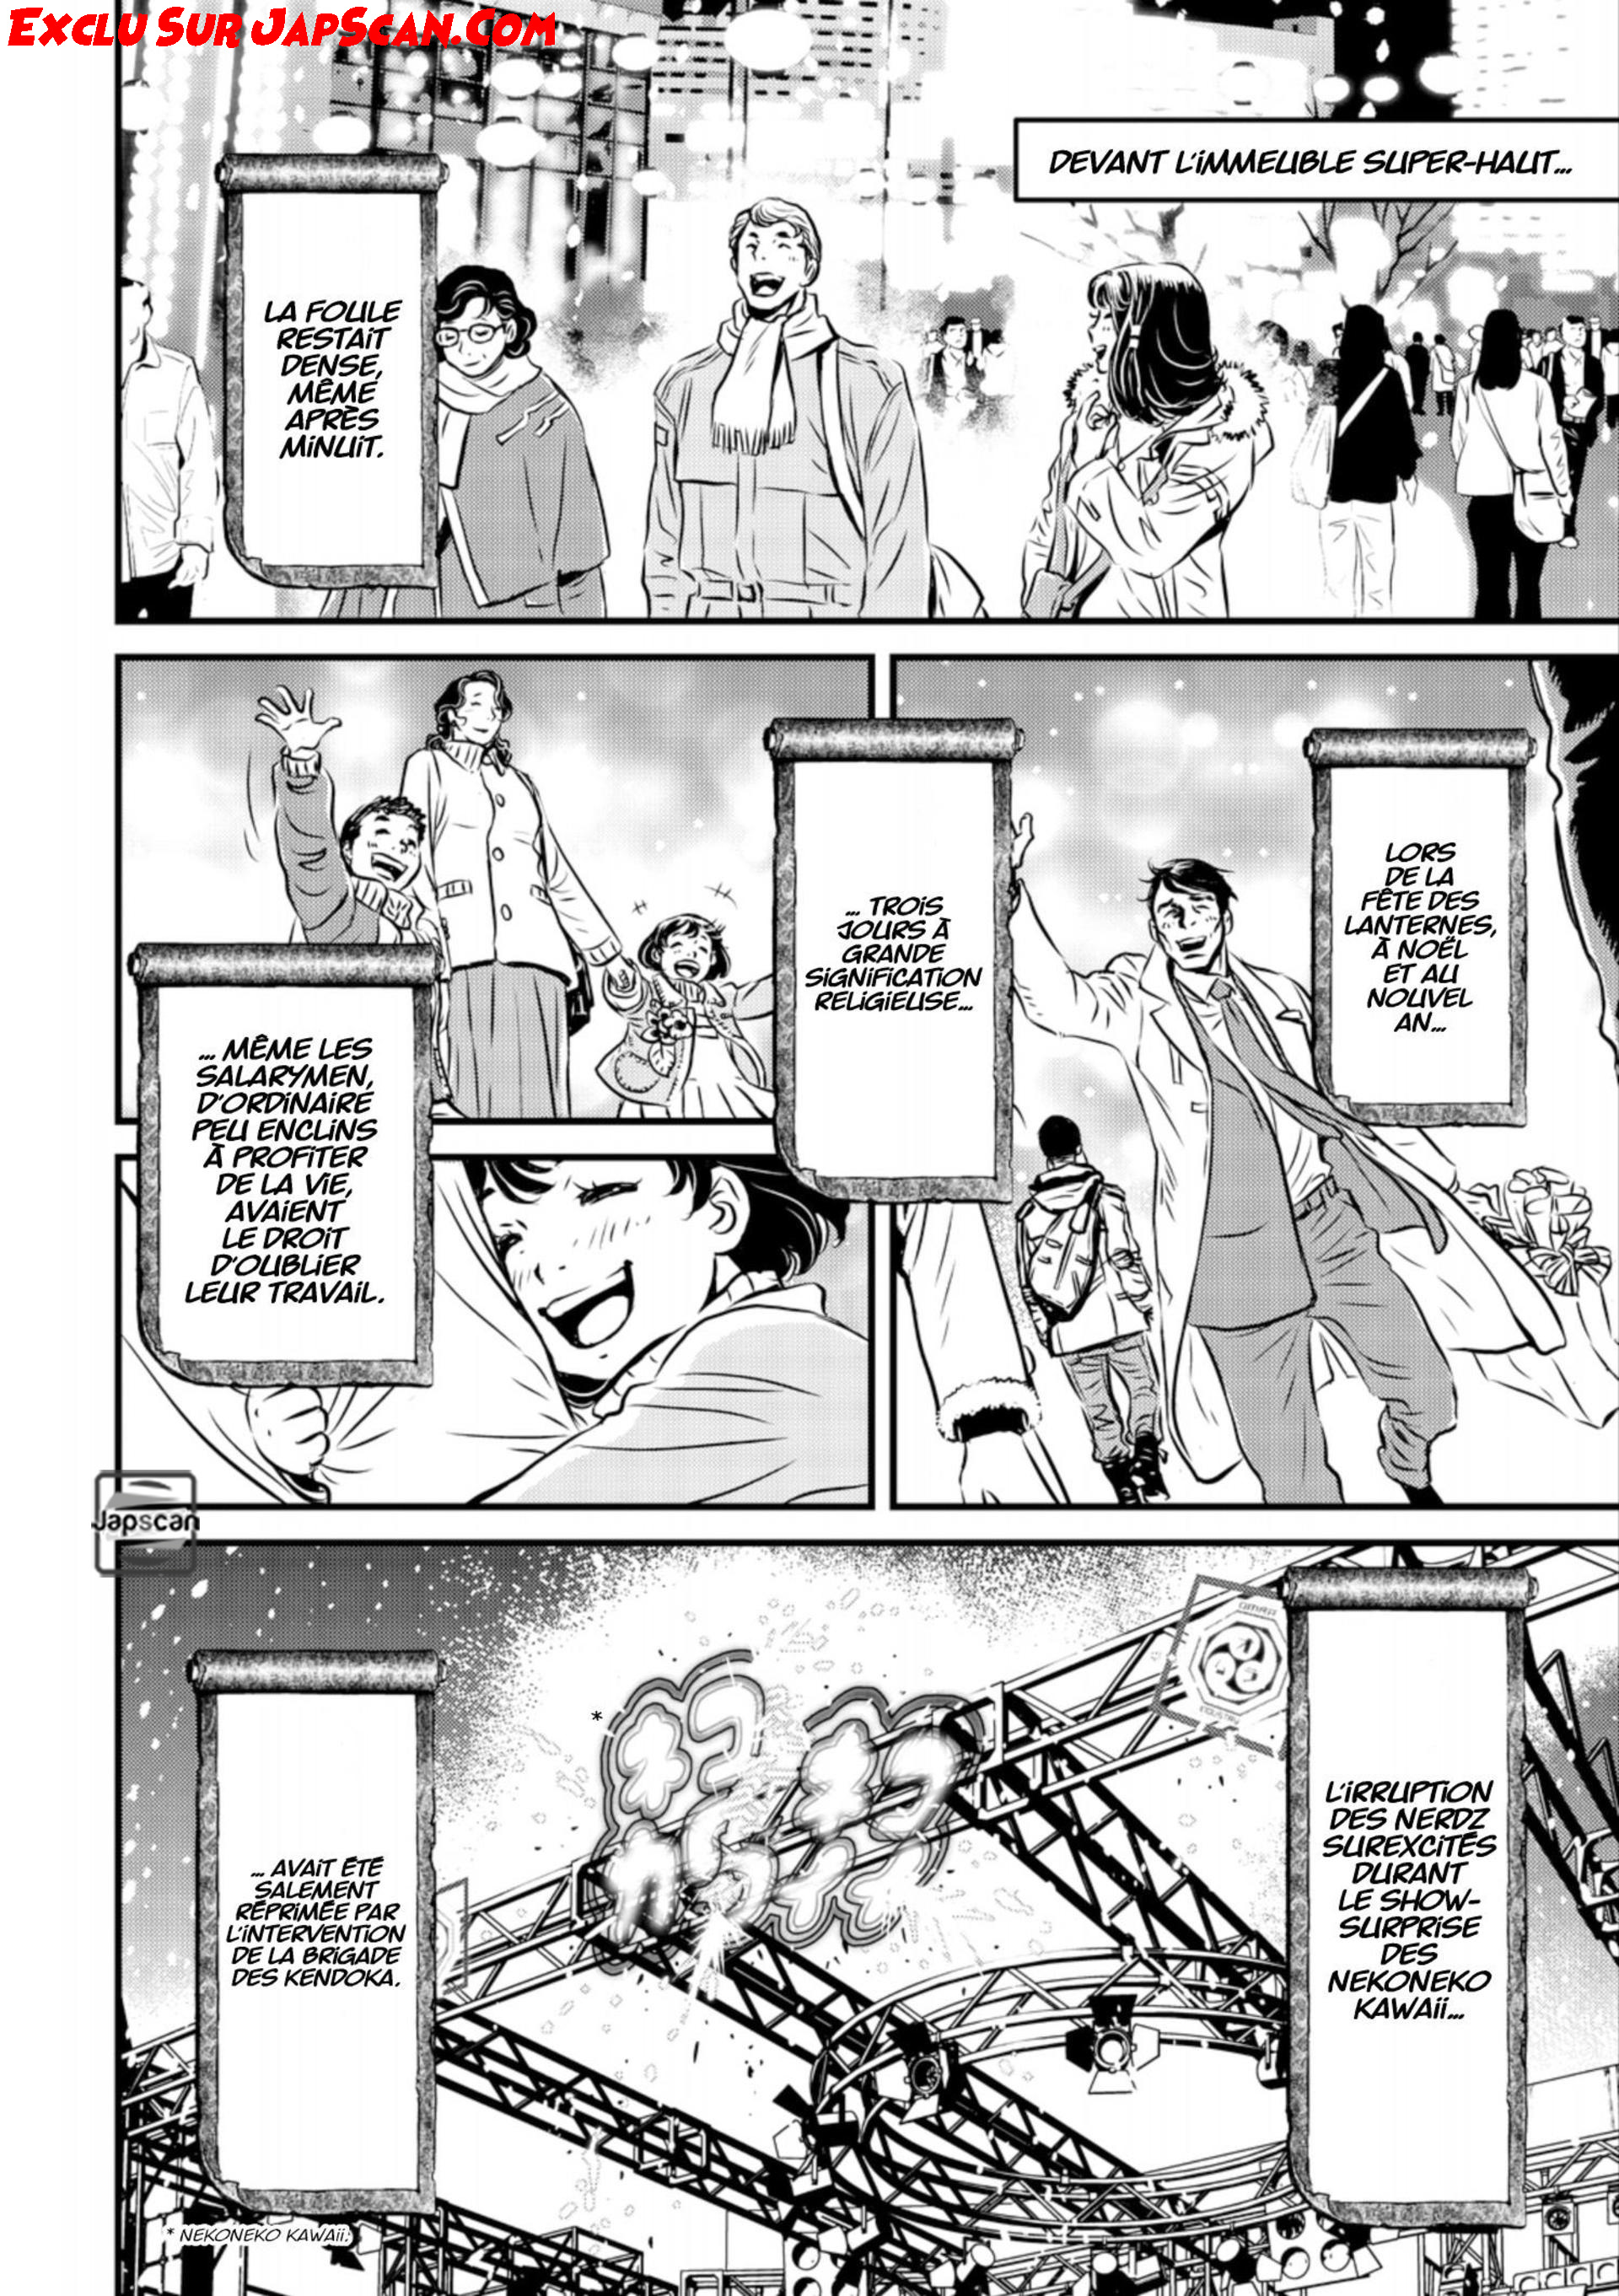 EXCLU SUR JAPSCAN.COM
DEVANT L'IMMEUBLE SUPER-HAUT...
LA FOULE
RESTAIT
DENSE,
MÊME
APRÈS
MINUIT.
LORS
DE LA
FÊTE DES
LANTERNES,
À NOËL
ET AU
NOUVEL
AN...
... TROIS
JOURS À
GRANDE
SIGNIFICATION
RELIGIEUSE...
... MÊME LES
SALARYMEN,
D'ORDINAIRE
PEU ENCLINS
À PROFITER
DE LA VIE,
AVAIENT
LE DROIT
D'OUBLIER
LEUR TRAVAIL.
Japscan
L'IRRUPTION
DES NERDZ
SUREXCITÉS
DURANT
LE SHOW-
SURPRISE
DES
NEKONEKO
KAWAII...
*
ネコネコ
カワイイ
... AVAIT ÉTÉ
SALEMENT
RÉPRIMÉE PAR
L'INTERVENTION
DE LA BRIGADE
DES KENDOKA.
* NEKONEKO KAWAII.